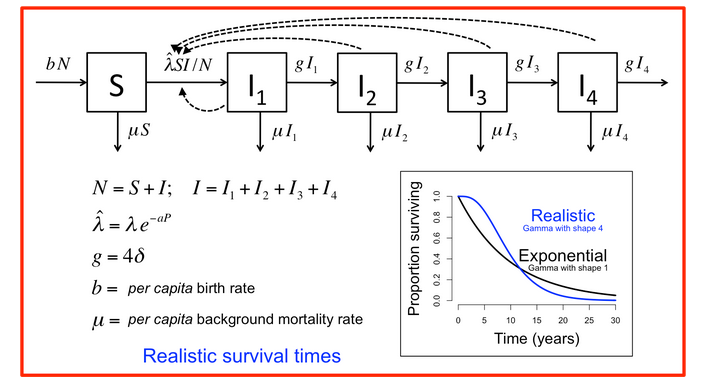 bN S λ̂SI/N I₁ gI₁ I₂ gI₂ I₃ gI₃ I₄ gI₄
μS μI₁ μI₂ μI₃ μI₄
N = S + I; I = I₁ + I₂ + I₃ + I₄
λ̂ = λe^{-aP}
g = 4δ
b = per capita birth rate
μ = per capita background mortality rate
Realistic survival times
Proportion surviving
1.0
0.8
0.6
0.4
0.2
0.0
Realistic
Gamma with shape 4
Exponential
Gamma with shape 1
0 5 10 15 20 25 30
Time (years)